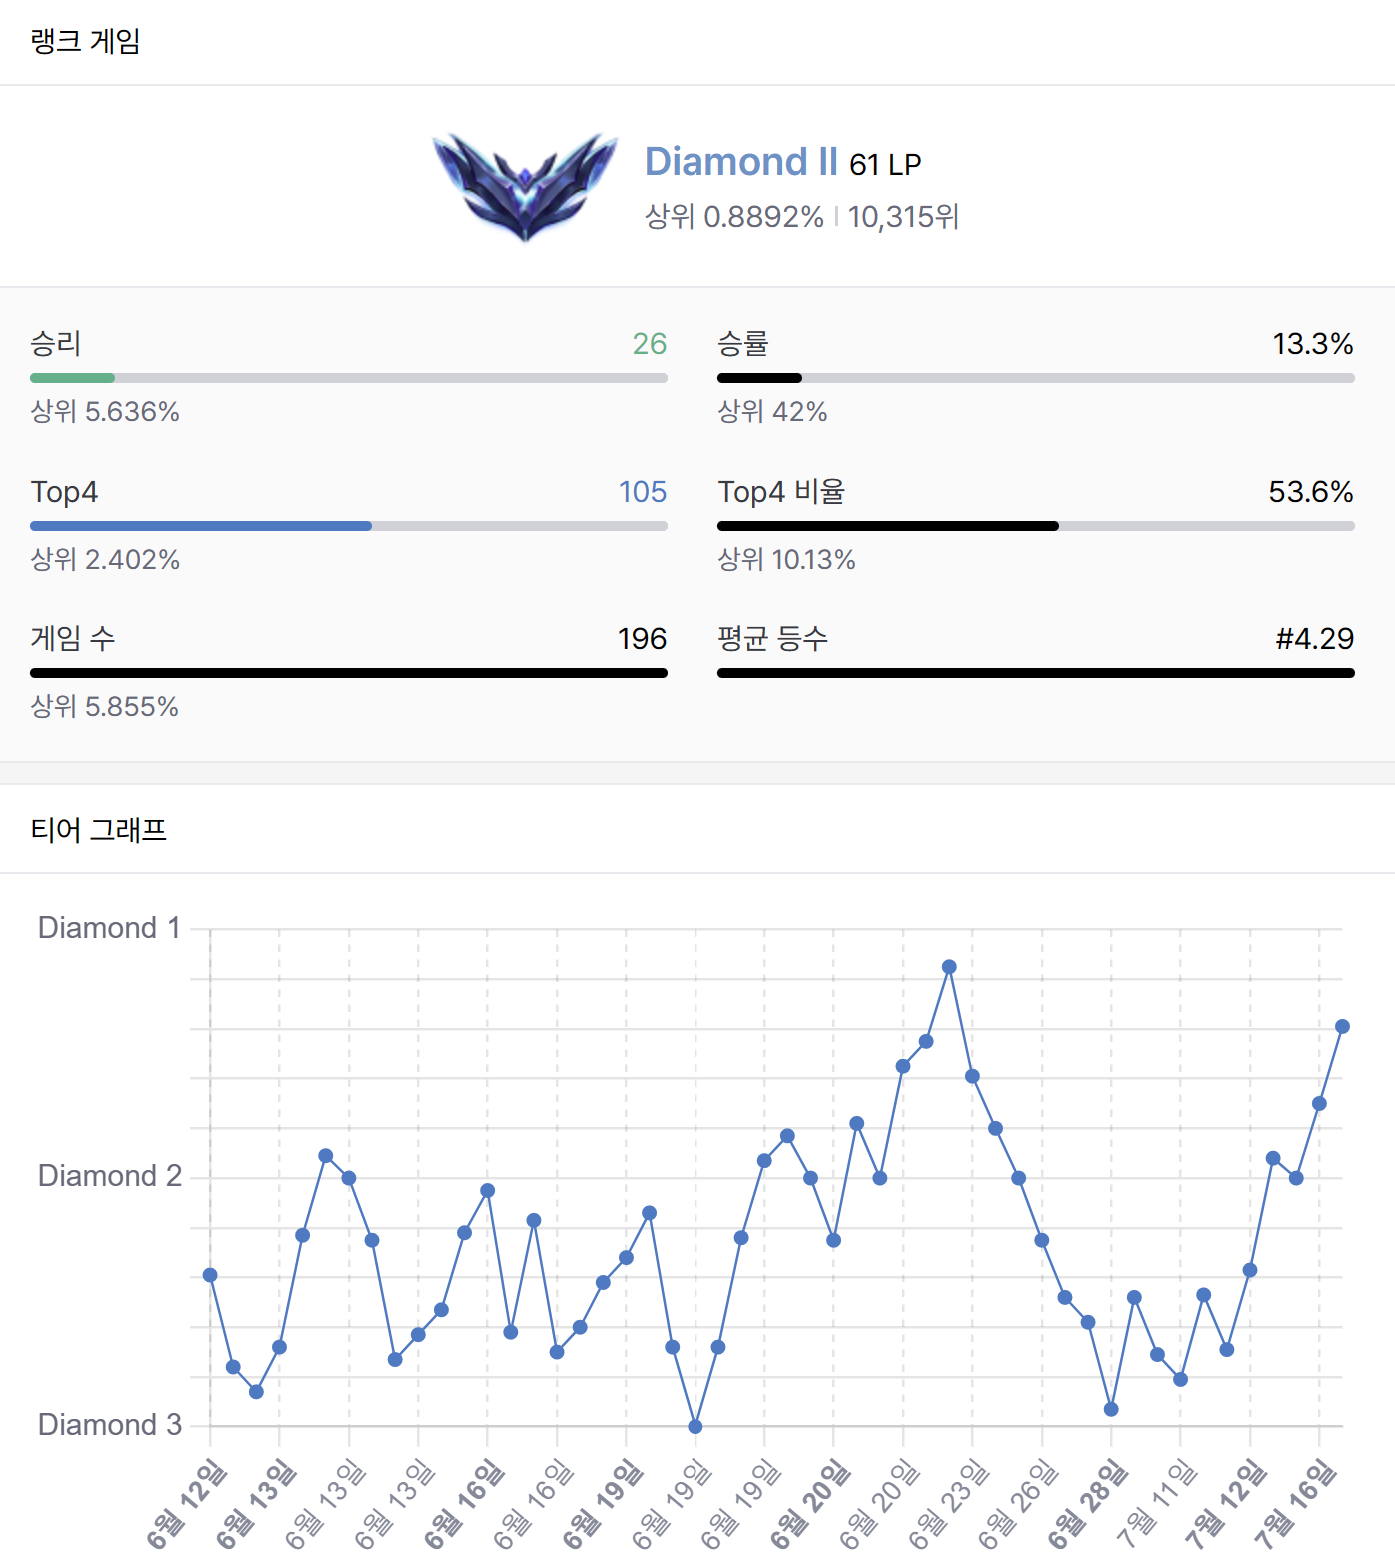 랭크 게임
Diamond II 61 LP
상위 0.8892% | 10,315위
승리 26
상위 5.636%
승률 13.3%
상위 42%
Top4 105
상위 2.402%
Top4 비율 53.6%
상위 10.13%
게임 수 196
상위 5.855%
평균 등수 #4.29
티어 그래프
Diamond 1
Diamond 2
Diamond 3
6월 12일
6월 13일
6월 13일
6월 13일
6월 16일
6월 16일
6월 19일
6월 19일
6월 19일
6월 20일
6월 20일
6월 23일
6월 26일
6월 28일
7월 11일
7월 12일
7월 16일